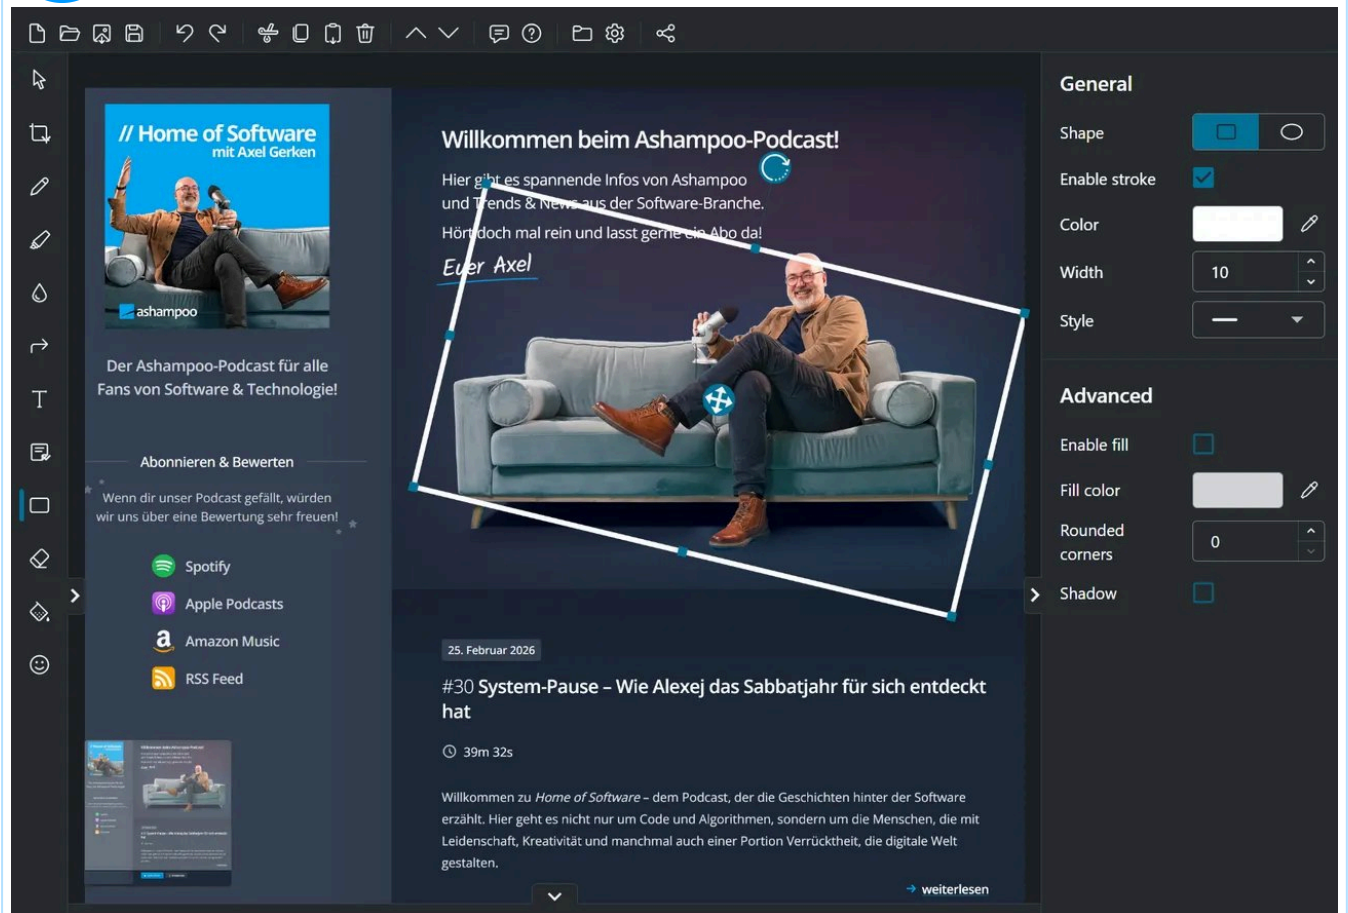 // Home of Software
mit Axel Gerken
ashampoo
Der Ashampoo-Podcast für alle
Fans von Software & Technologie!
Abonnieren & Bewerten
Wenn dir unser Podcast gefällt, würden
wir uns über eine Bewertung sehr freuen!
Spotify
Apple Podcasts
Amazon Music
RSS Feed
Willkommen beim Ashampoo-Podcast!
Hier gibt es spannende Infos von Ashampoo
und Trends & News aus der Software-Branche.
Hört doch mal rein und lasst gerne ein Abo da!
Euer Axel
25. Februar 2026
#30 System-Pause – Wie Alexej das Sabbatjahr für sich entdeckt
hat
39m 32s
Willkommen zu Home of Software – dem Podcast, der die Geschichten hinter der Software
erzählt. Hier geht es nicht nur um Code und Algorithmen, sondern um die Menschen, die mit
Leidenschaft, Kreativität und manchmal auch einer Portion Verrücktheit, die digitale Welt
gestalten.
→ weiterlesen
General
Shape
Enable stroke
Color
Width 10
Style
Advanced
Enable fill
Fill color
Rounded
corners 0
Shadow